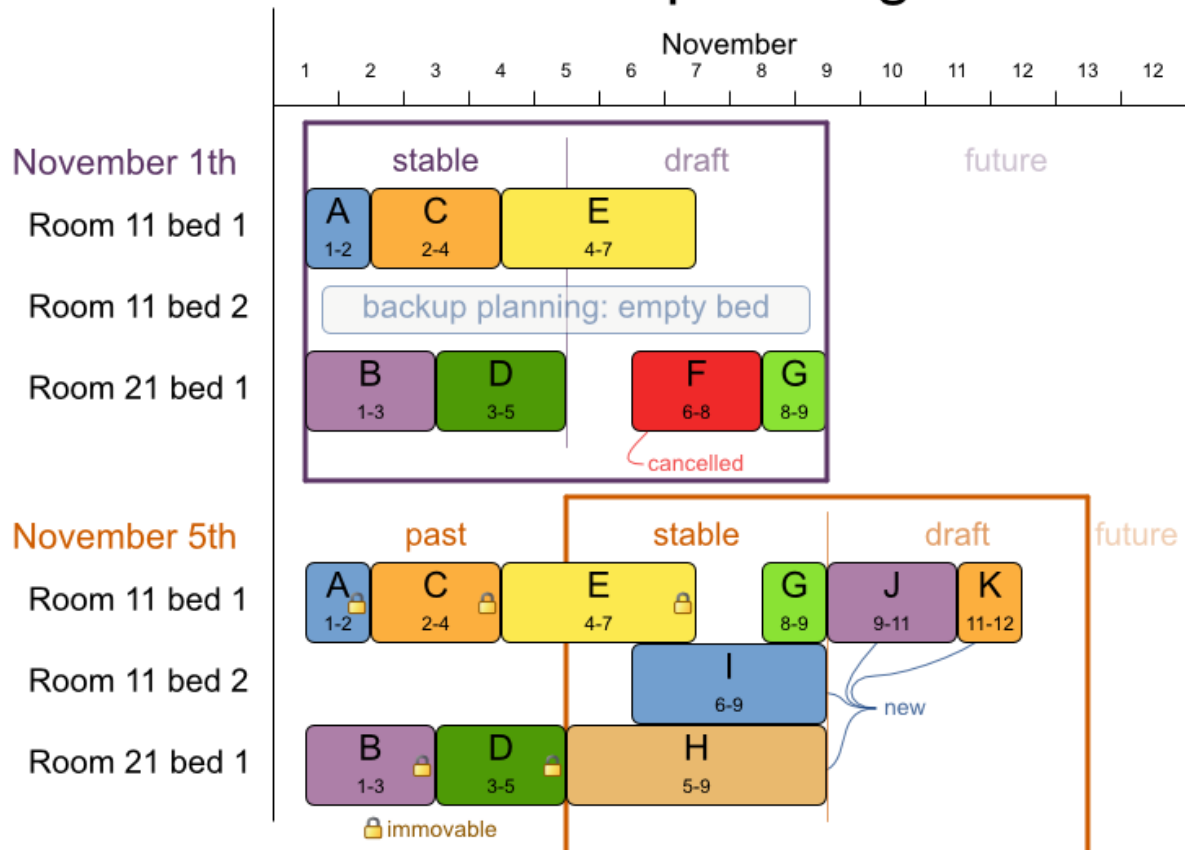 November
1 2 3 4 5 6 7 8 9 10 11 12 13 12
November 1th stable draft future
Room 11 bed 1
A C E
1-2 2-4 4-7
Room 11 bed 2 backup planning: empty bed
Room 21 bed 1
B D F G
1-3 3-5 6-8 8-9
cancelled
November 5th past stable draft future
Room 11 bed 1
A C E G J K
1-2 2-4 4-7 8-9 9-11 11-12
Room 11 bed 2
I
6-9
new
Room 21 bed 1
B D H
1-3 3-5 5-9
immovable